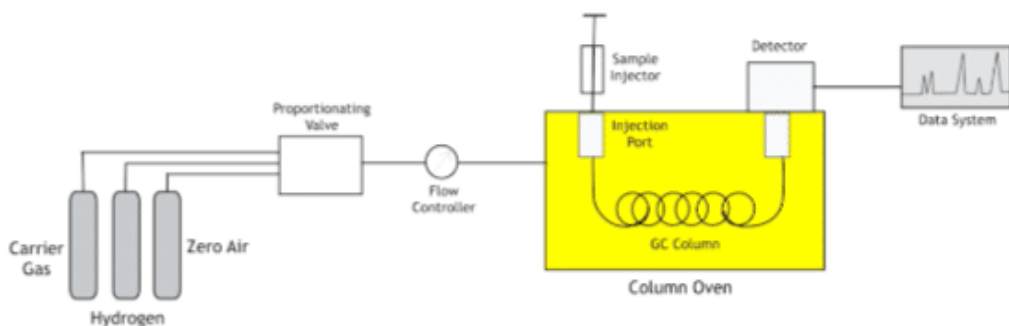 Sample
Injector
Detector
Proportionating
Valve
Injection
Port
Data System
Flow
Controller
Carrier
Gas
Zero Air
GC Column
Column Oven
Hydrogen